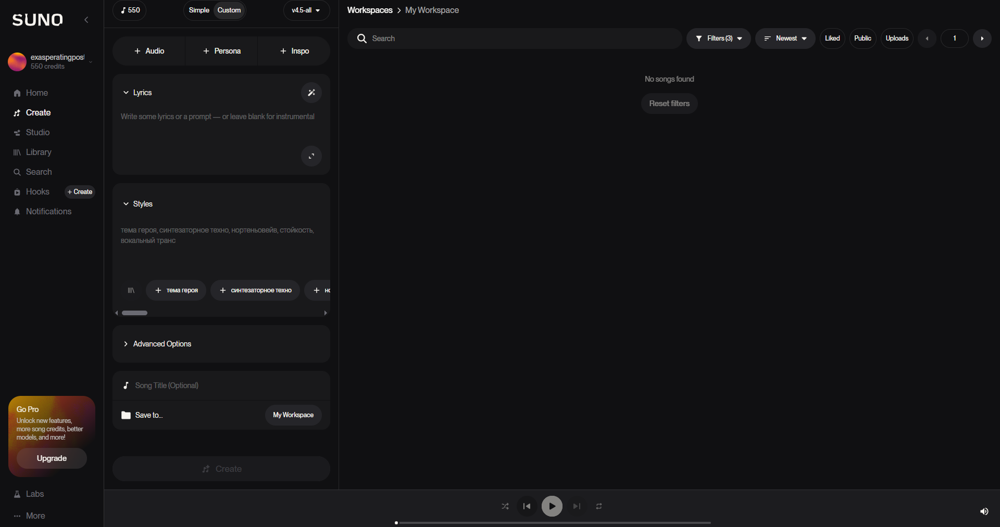 SUNO
exasperatingpost
550 credits
Home
Create
Studio
Library
Search
Hooks
+ Create
Notifications
Go Pro
Unlock new features,
more song credits, better
models, and more!
Upgrade
Labs
More
550
Simple
Custom
v4.5-all
Audio
Persona
Inspo
Lyrics
Write some lyrics or a prompt — or leave blank for instrumental
Styles
тема героя, синтезаторное техно, нортеньовейв, стойкость,
вокальный транс
тема героя
синтезаторное техно
но
Advanced Options
Song Title (Optional)
Save to...
My Workspace
Create
Workspaces > My Workspace
Search
Filters (3)
Newest
Liked
Public
Uploads
1
No songs found
Reset filters